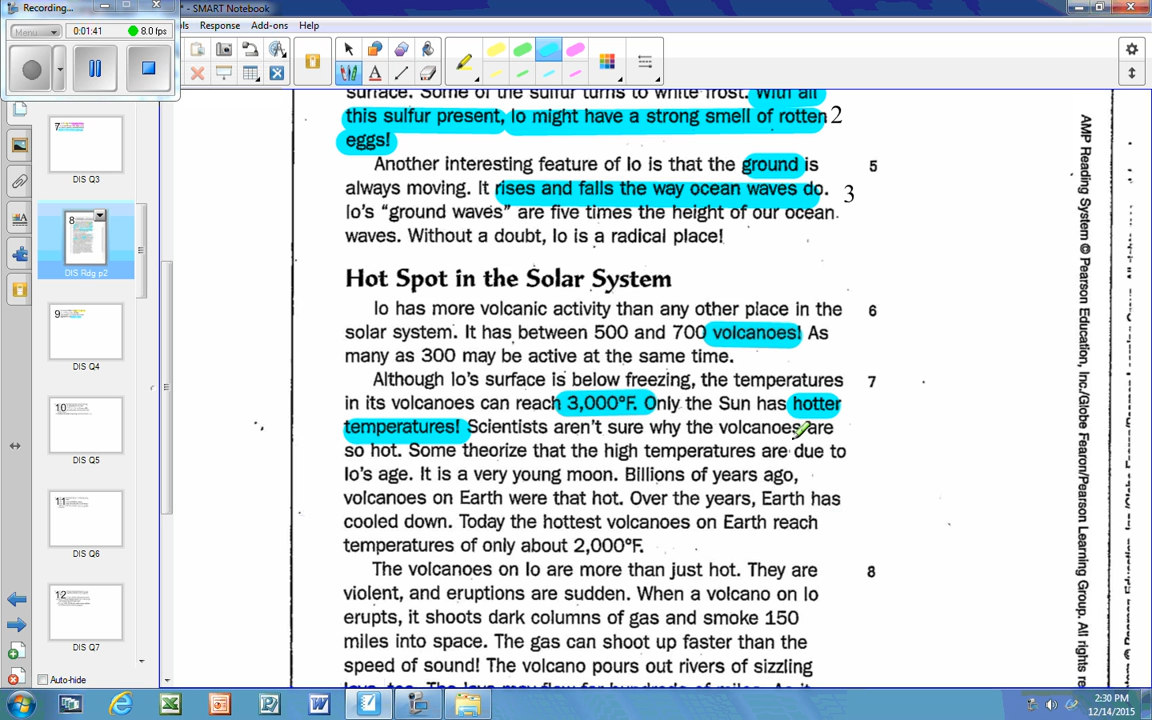 Recording...
* - SMART Notebook
Menu
0:01:41
8.0 fps
Response
Add-ons
Help
7
DIS Q3
8
DIS Rdg p2
9
DIS Q4
10
DIS Q5
11
DIS Q6
12
DIS Q7
Auto-hide
surface. Some of the sulfur turns to white frost. With all
this sulfur present, Io might have a strong smell of rotten 2
eggs!
Another interesting feature of Io is that the ground is 5
always moving. It rises and falls the way ocean waves do. 3
Io's “ground waves” are five times the height of our ocean
waves. Without a doubt, Io is a radical place!
Hot Spot in the Solar System
Io has more volcanic activity than any other place in the 6
solar system. It has between 500 and 700 volcanoes! As
many as 300 may be active at the same time.
Although Io's surface is below freezing, the temperatures 7
in its volcanoes can reach 3,000°F. Only the Sun has hotter
temperatures! Scientists aren't sure why the volcanoes are
so hot. Some theorize that the high temperatures are due to
Io's age. It is a very young moon. Billions of years ago,
volcanoes on Earth were that hot. Over the years, Earth has
cooled down. Today the hottest volcanoes on Earth reach
temperatures of only about 2,000°F.
The volcanoes on Io are more than just hot. They are 8
violent, and eruptions are sudden. When a volcano on Io
erupts, it shoots dark columns of gas and smoke 150
miles into space. The gas can shoot up faster than the
speed of sound! The volcano pours out rivers of sizzling
AMP Reading System © Pearson Education, Inc./Globe Fearon/Pearson Learning Group. All rights re
2:30 PM
12/14/2015